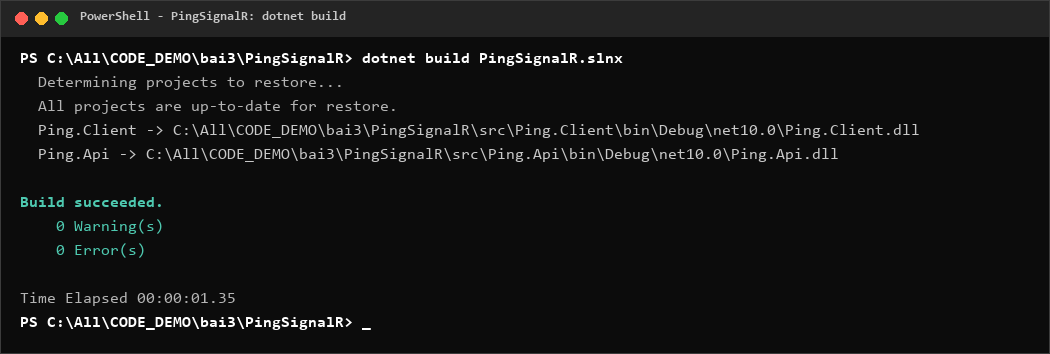 PowerShell - PingSignalR: dotnet build
PS C:\All\CODE_DEMO\bai3\PingSignalR> dotnet build PingSignalR.slnx
  Determining projects to restore...
  All projects are up-to-date for restore.
  Ping.Client -> C:\All\CODE_DEMO\bai3\PingSignalR\src\Ping.Client\bin\Debug\net10.0\Ping.Client.dll
  Ping.Api -> C:\All\CODE_DEMO\bai3\PingSignalR\src\Ping.Api\bin\Debug\net10.0\Ping.Api.dll
Build succeeded.
    0 Warning(s)
    0 Error(s)
Time Elapsed 00:00:01.35
PS C:\All\CODE_DEMO\bai3\PingSignalR> _